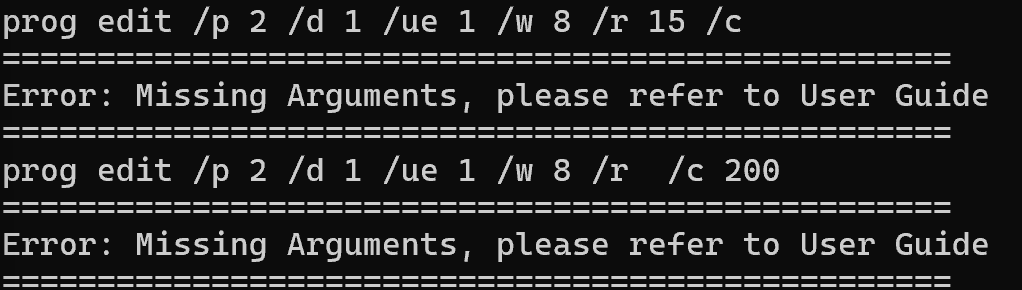 prog edit /p 2 /d 1 /ue 1 /w 8 /r 15 /c
==================================================
Error: Missing Arguments, please refer to User Guide
==================================================
prog edit /p 2 /d 1 /ue 1 /w 8 /r  /c 200
==================================================
Error: Missing Arguments, please refer to User Guide
==================================================